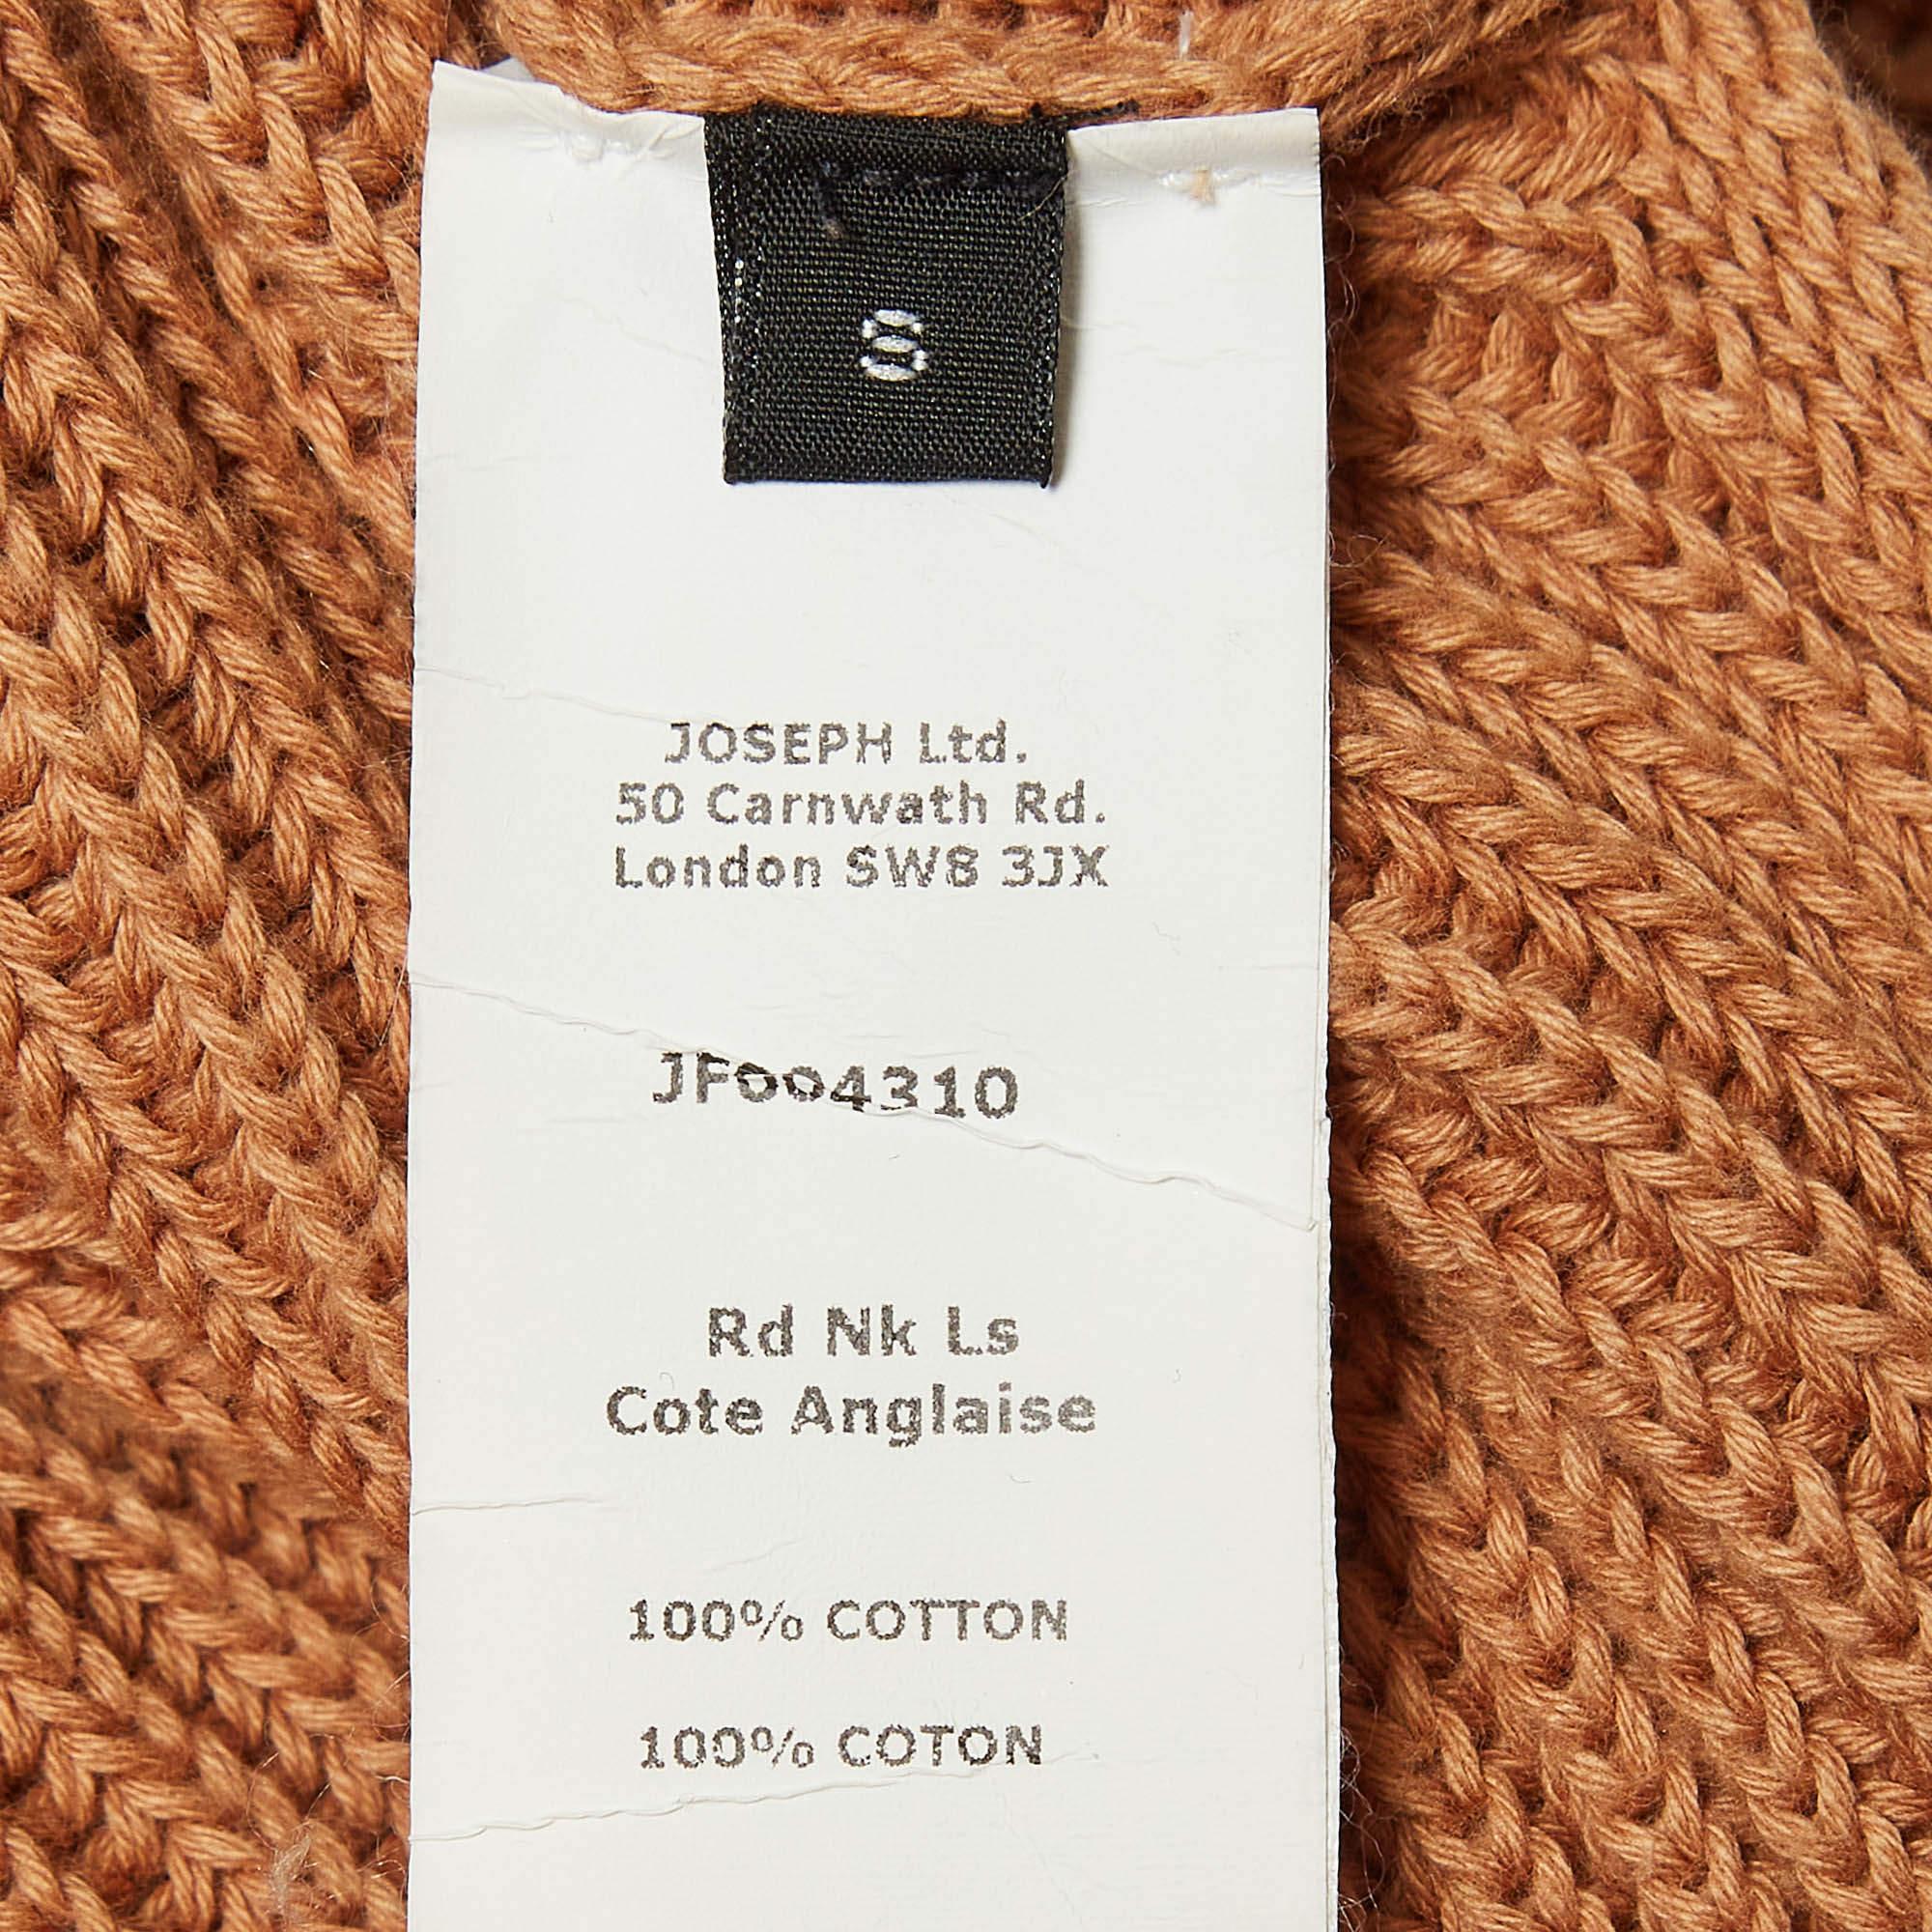 S
JOSEPH Ltd.
50 Carnwath Rd.
London SW8 3JX
JF004310
Rd Nk Ls
Cote Anglaise
100% COTTON
100% COTON